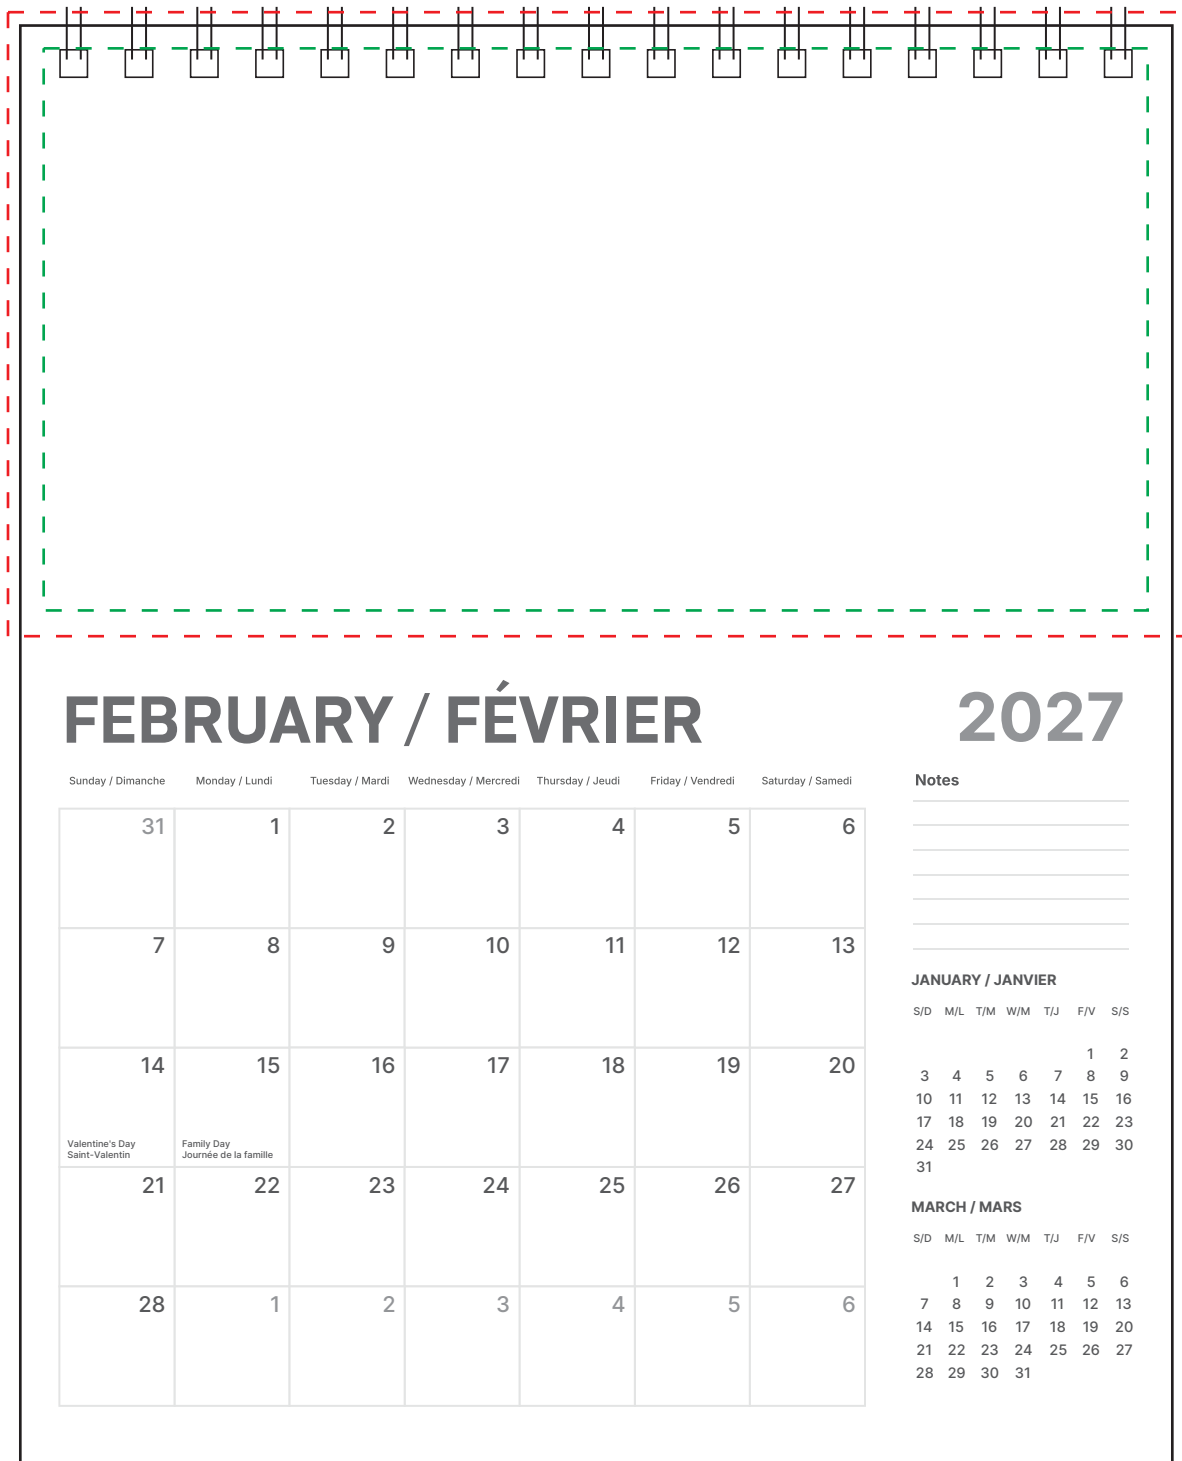 FEBRUARY / FÉVRIER 2027
Sunday / Dimanche Monday / Lundi Tuesday / Mardi Wednesday / Mercredi Thursday / Jeudi Friday / Vendredi Saturday / Samedi
31 1 2 3 4 5 6
7 8 9 10 11 12 13
14 15 16 17 18 19 20
Valentine's Day
Saint-Valentin
Family Day
Journée de la famille
21 22 23 24 25 26 27
28 1 2 3 4 5 6
Notes
JANUARY / JANVIER
S/D M/L T/M W/M T/J F/V S/S
1 2
3 4 5 6 7 8 9
10 11 12 13 14 15 16
17 18 19 20 21 22 23
24 25 26 27 28 29 30
31
MARCH / MARS
S/D M/L T/M W/M T/J F/V S/S
1 2 3 4 5 6
7 8 9 10 11 12 13
14 15 16 17 18 19 20
21 22 23 24 25 26 27
28 29 30 31